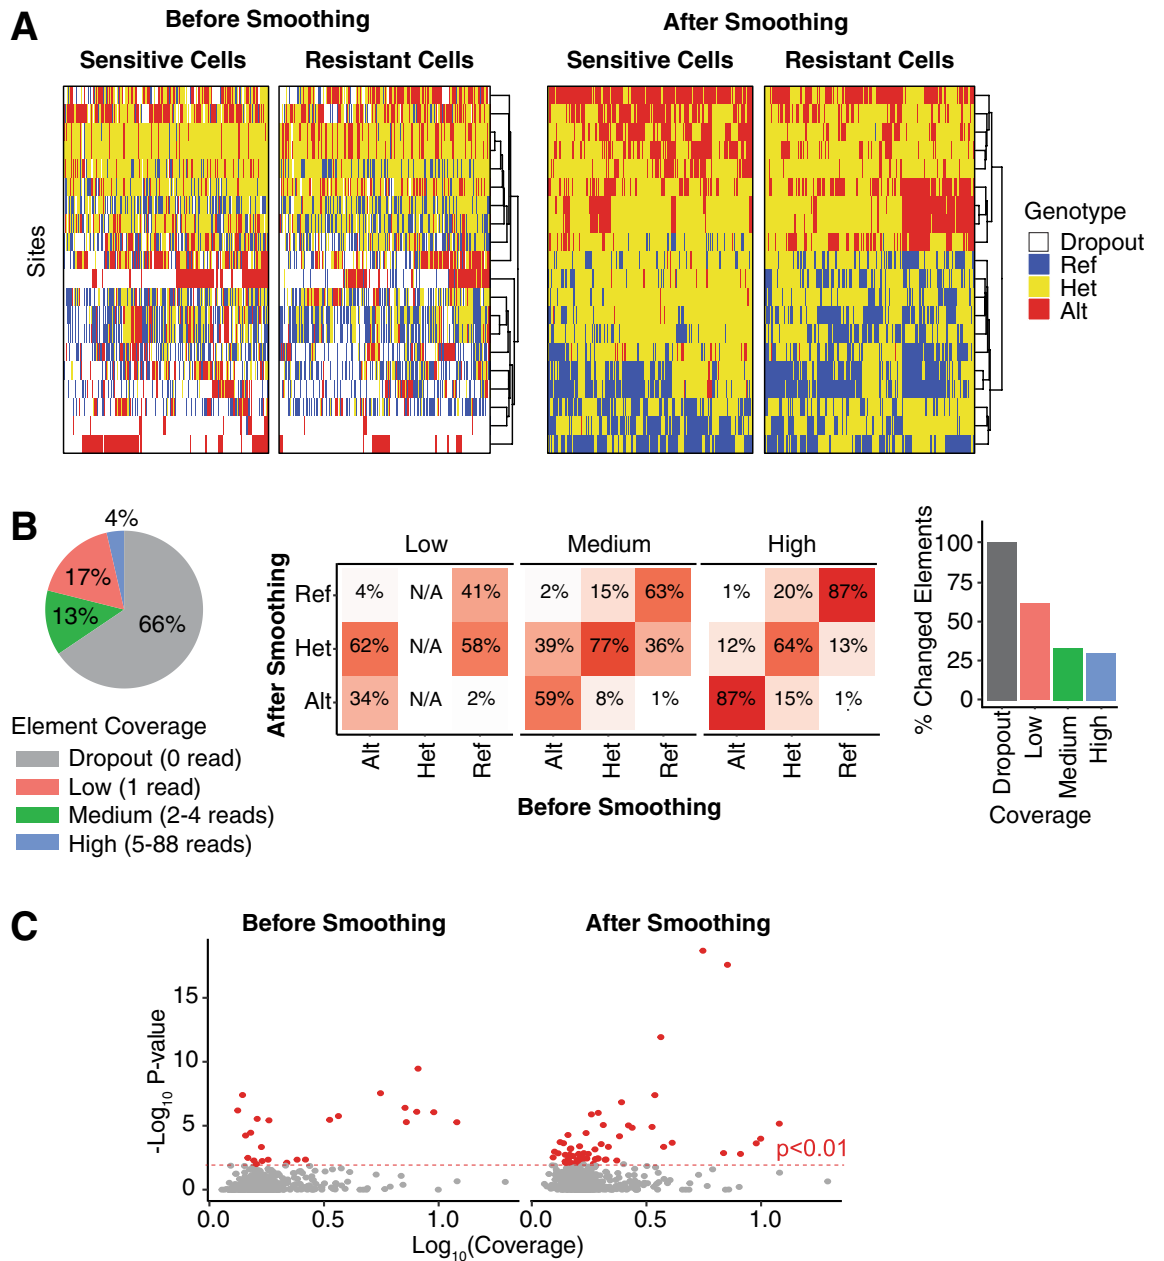 A
Before Smoothing
After Smoothing
Sensitive Cells
Resistant Cells
Sensitive Cells
Resistant Cells
Sites
Genotype
Dropout
Ref
Het
Alt
B
4%
17%
13%
66%
Element Coverage
Dropout (0 read)
Low (1 read)
Medium (2-4 reads)
High (5-88 reads)
Low
Medium
High
After Smoothing
Ref
4%
N/A
41%
2%
15%
63%
1%
20%
87%
Het
62%
N/A
58%
39%
77%
36%
12%
64%
13%
Alt
34%
N/A
2%
59%
8%
1%
87%
15%
1%
Alt
Het
Ref
Alt
Het
Ref
Alt
Het
Ref
Before Smoothing
% Changed Elements
100
75
50
25
0
Dropout
Low
Medium
High
Coverage
C
Before Smoothing
After Smoothing
-Log10 P-value
15
10
5
0
p<0.01
0.0
0.5
1.0
0.0
0.5
1.0
Log10(Coverage)